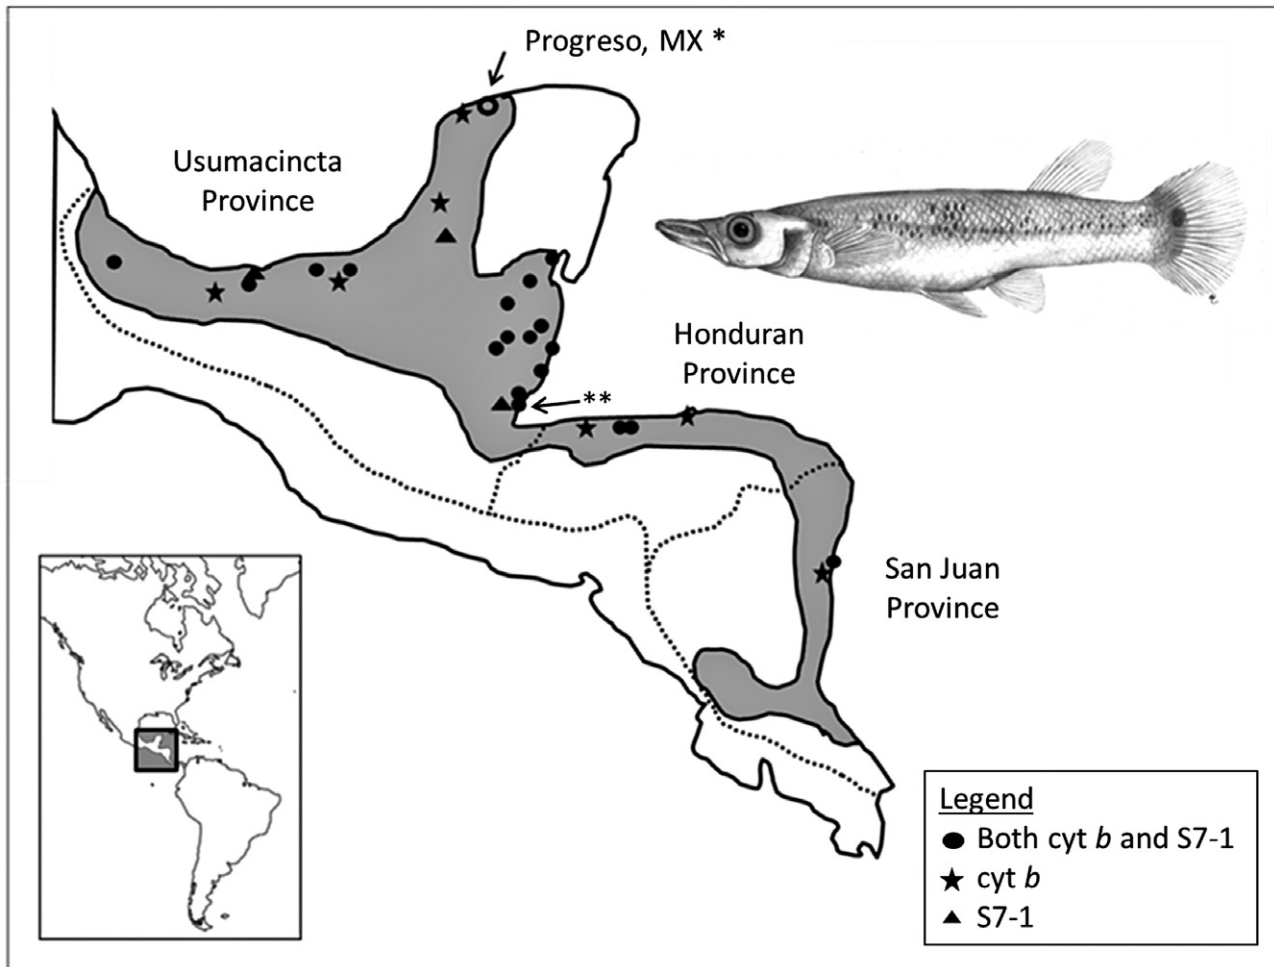 Progreso, MX *
Usumacincta
Province
Honduran
Province
**
San Juan
Province
Legend
Both cyt b and S7-1
cyt b
S7-1